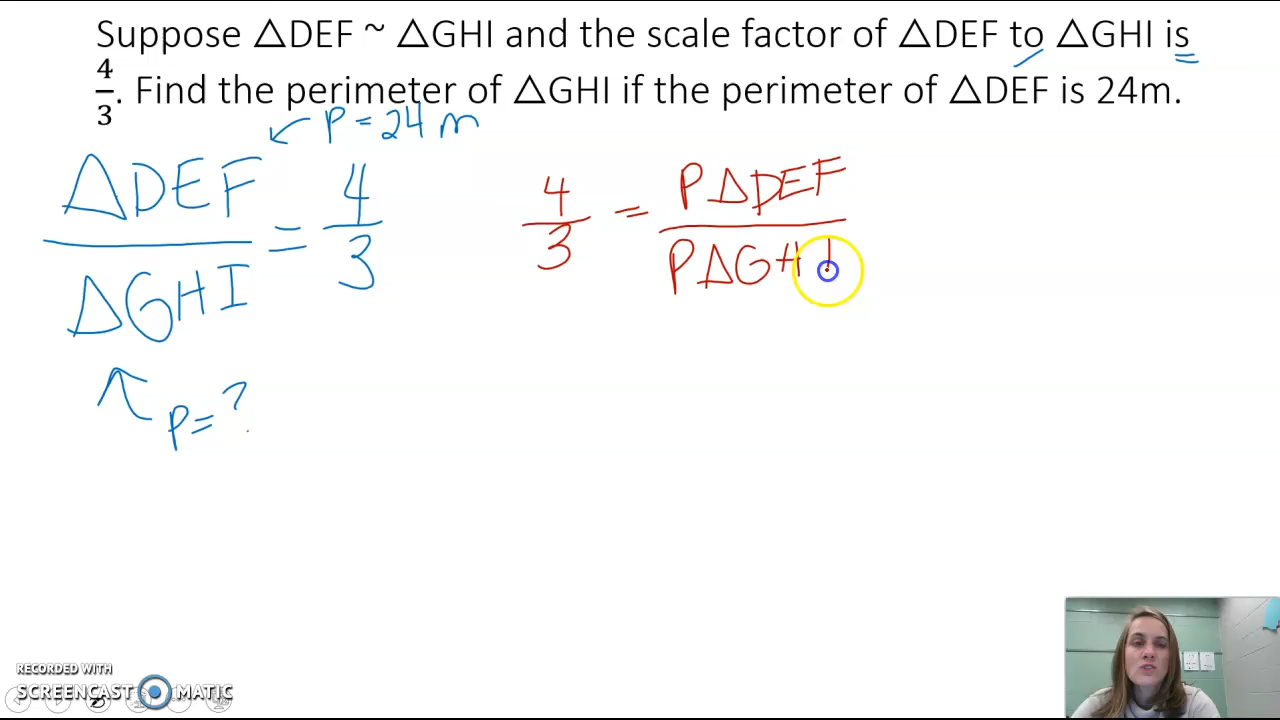 Suppose △DEF ~ △GHI and the scale factor of △DEF to △GHI is
4/3. Find the perimeter of △GHI if the perimeter of △DEF is 24m.
P = 24 m
△DEF/△GHI = 4/3
P = ?
4/3 = P△DEF/P△GHI
RECORDED WITH
SCREENCAST MATIC